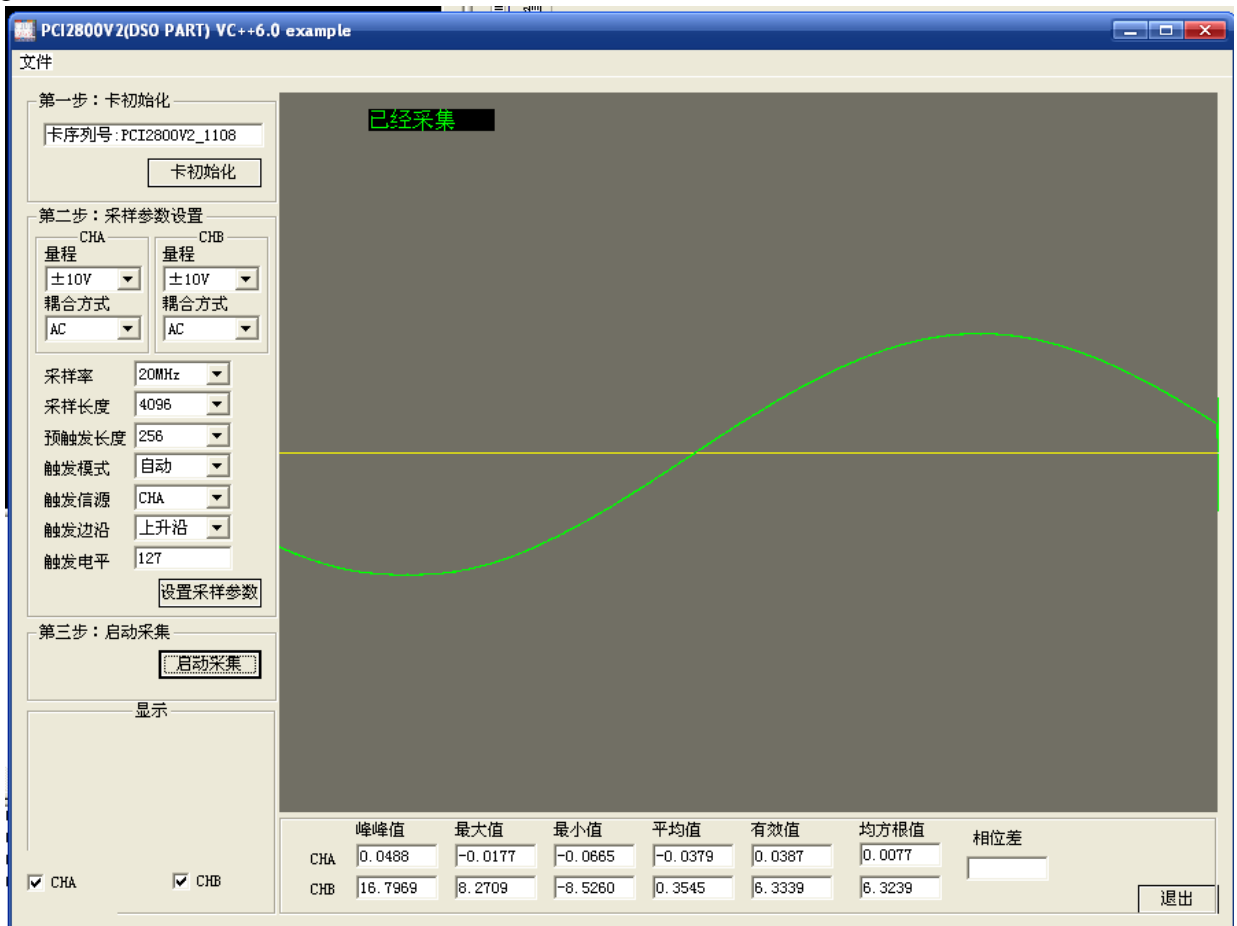 PCI2800V2(DSO PART) VC++6.0 example
文件
第一步：卡初始化
卡序列号:PCI2800V2_1108
卡初始化
第二步：采样参数设置
CHA CHB
量程 量程
±10V ±10V
耦合方式 耦合方式
AC AC
采样率 20MHz
采样长度 4096
预触发长度 256
触发模式 自动
触发信源 CHA
触发边沿 上升沿
触发电平 127
设置采样参数
第三步：启动采集
启动采集
显示
CHA CHB
已经采集
峰峰值 最大值 最小值 平均值 有效值 均方根值 相位差
CHA 0.0488 -0.0177 -0.0665 -0.0379 0.0387 0.0077
CHB 16.7969 8.2709 -8.5260 0.3545 6.3339 6.3239
退出